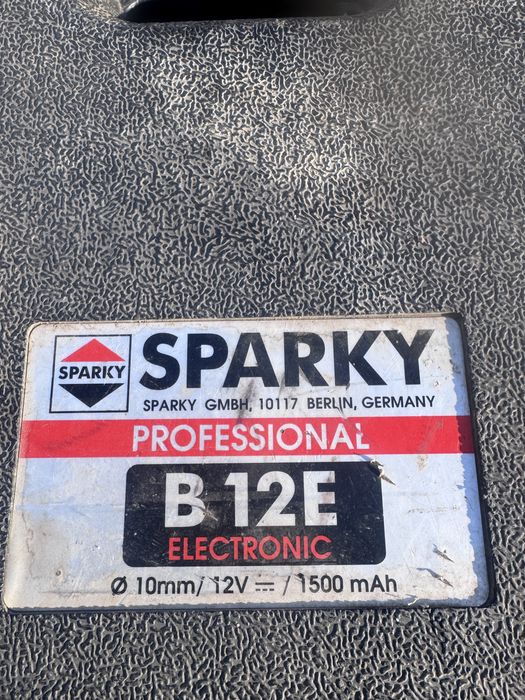 SPARKY
SPARKY
SPARKY GMBH, 10117 BERLIN, GERMANY
PROFESSIONAL
B 12E
ELECTRONIC
Ø 10mm/ 12V ⎓ / 1500 mAh